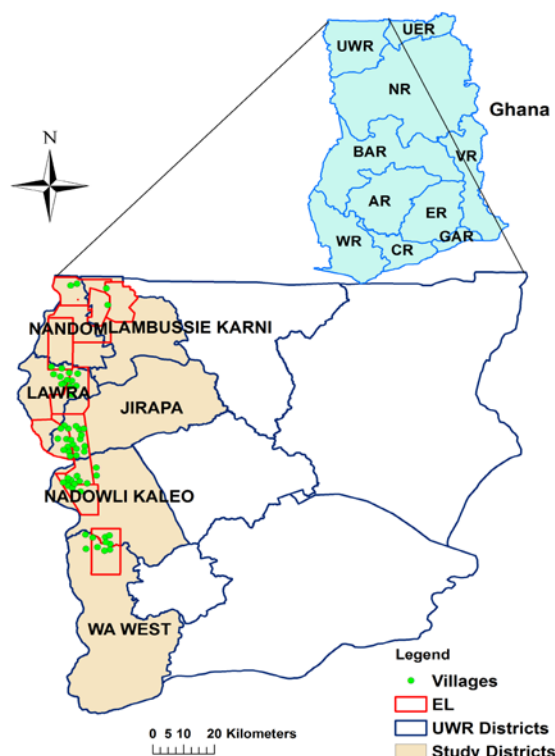 UER
UWR
NR
Ghana
BAR
VR
AR
ER
GAR
WR
CR
N
NANDOM LAMBUSSIE KARNI
LAWRA
JIRAPA
NADOWLI KALEO
WA WEST
Legend
Villages
EL
UWR Districts
Study Districts
0 5 10 20 Kilometers